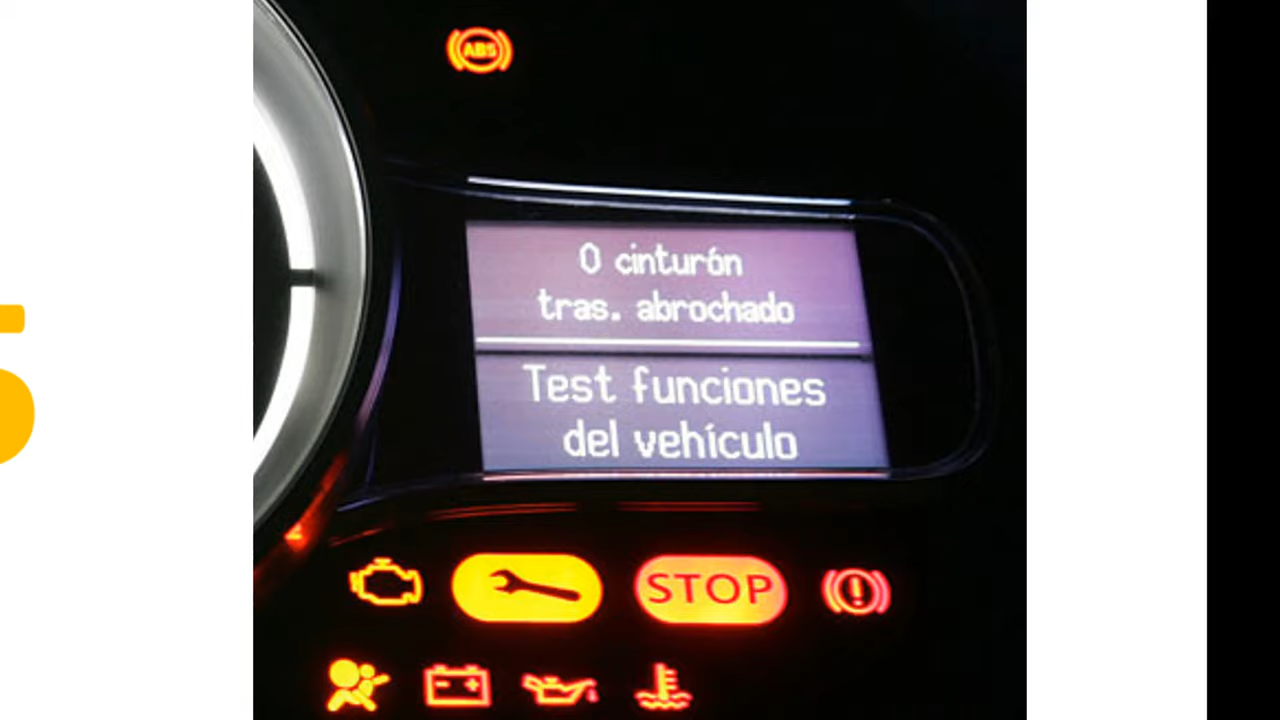 ABS
0 cinturón
tras. abrochado
Test funciones
del vehículo
STOP